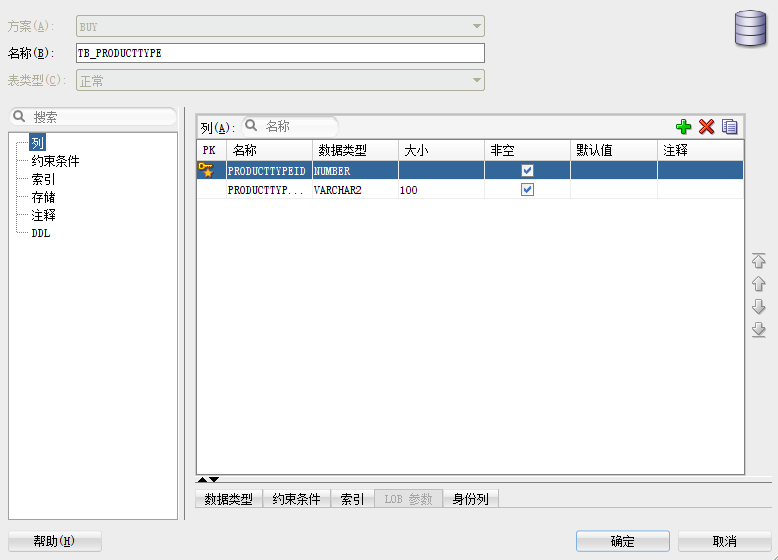 方案(A): BUY
名称(B): TB_PRODUCTTYPE
表类型(C): 正常
搜索
列
约束条件
索引
存储
注释
DDL
列(A): 名称
PK 名称 数据类型 大小 非空 默认值 注释
PRODUCTTYPEID NUMBER
PRODUCTTYP... VARCHAR2 100
数据类型 约束条件 索引 LOB 参数 身份列
帮助(H) 确定 取消